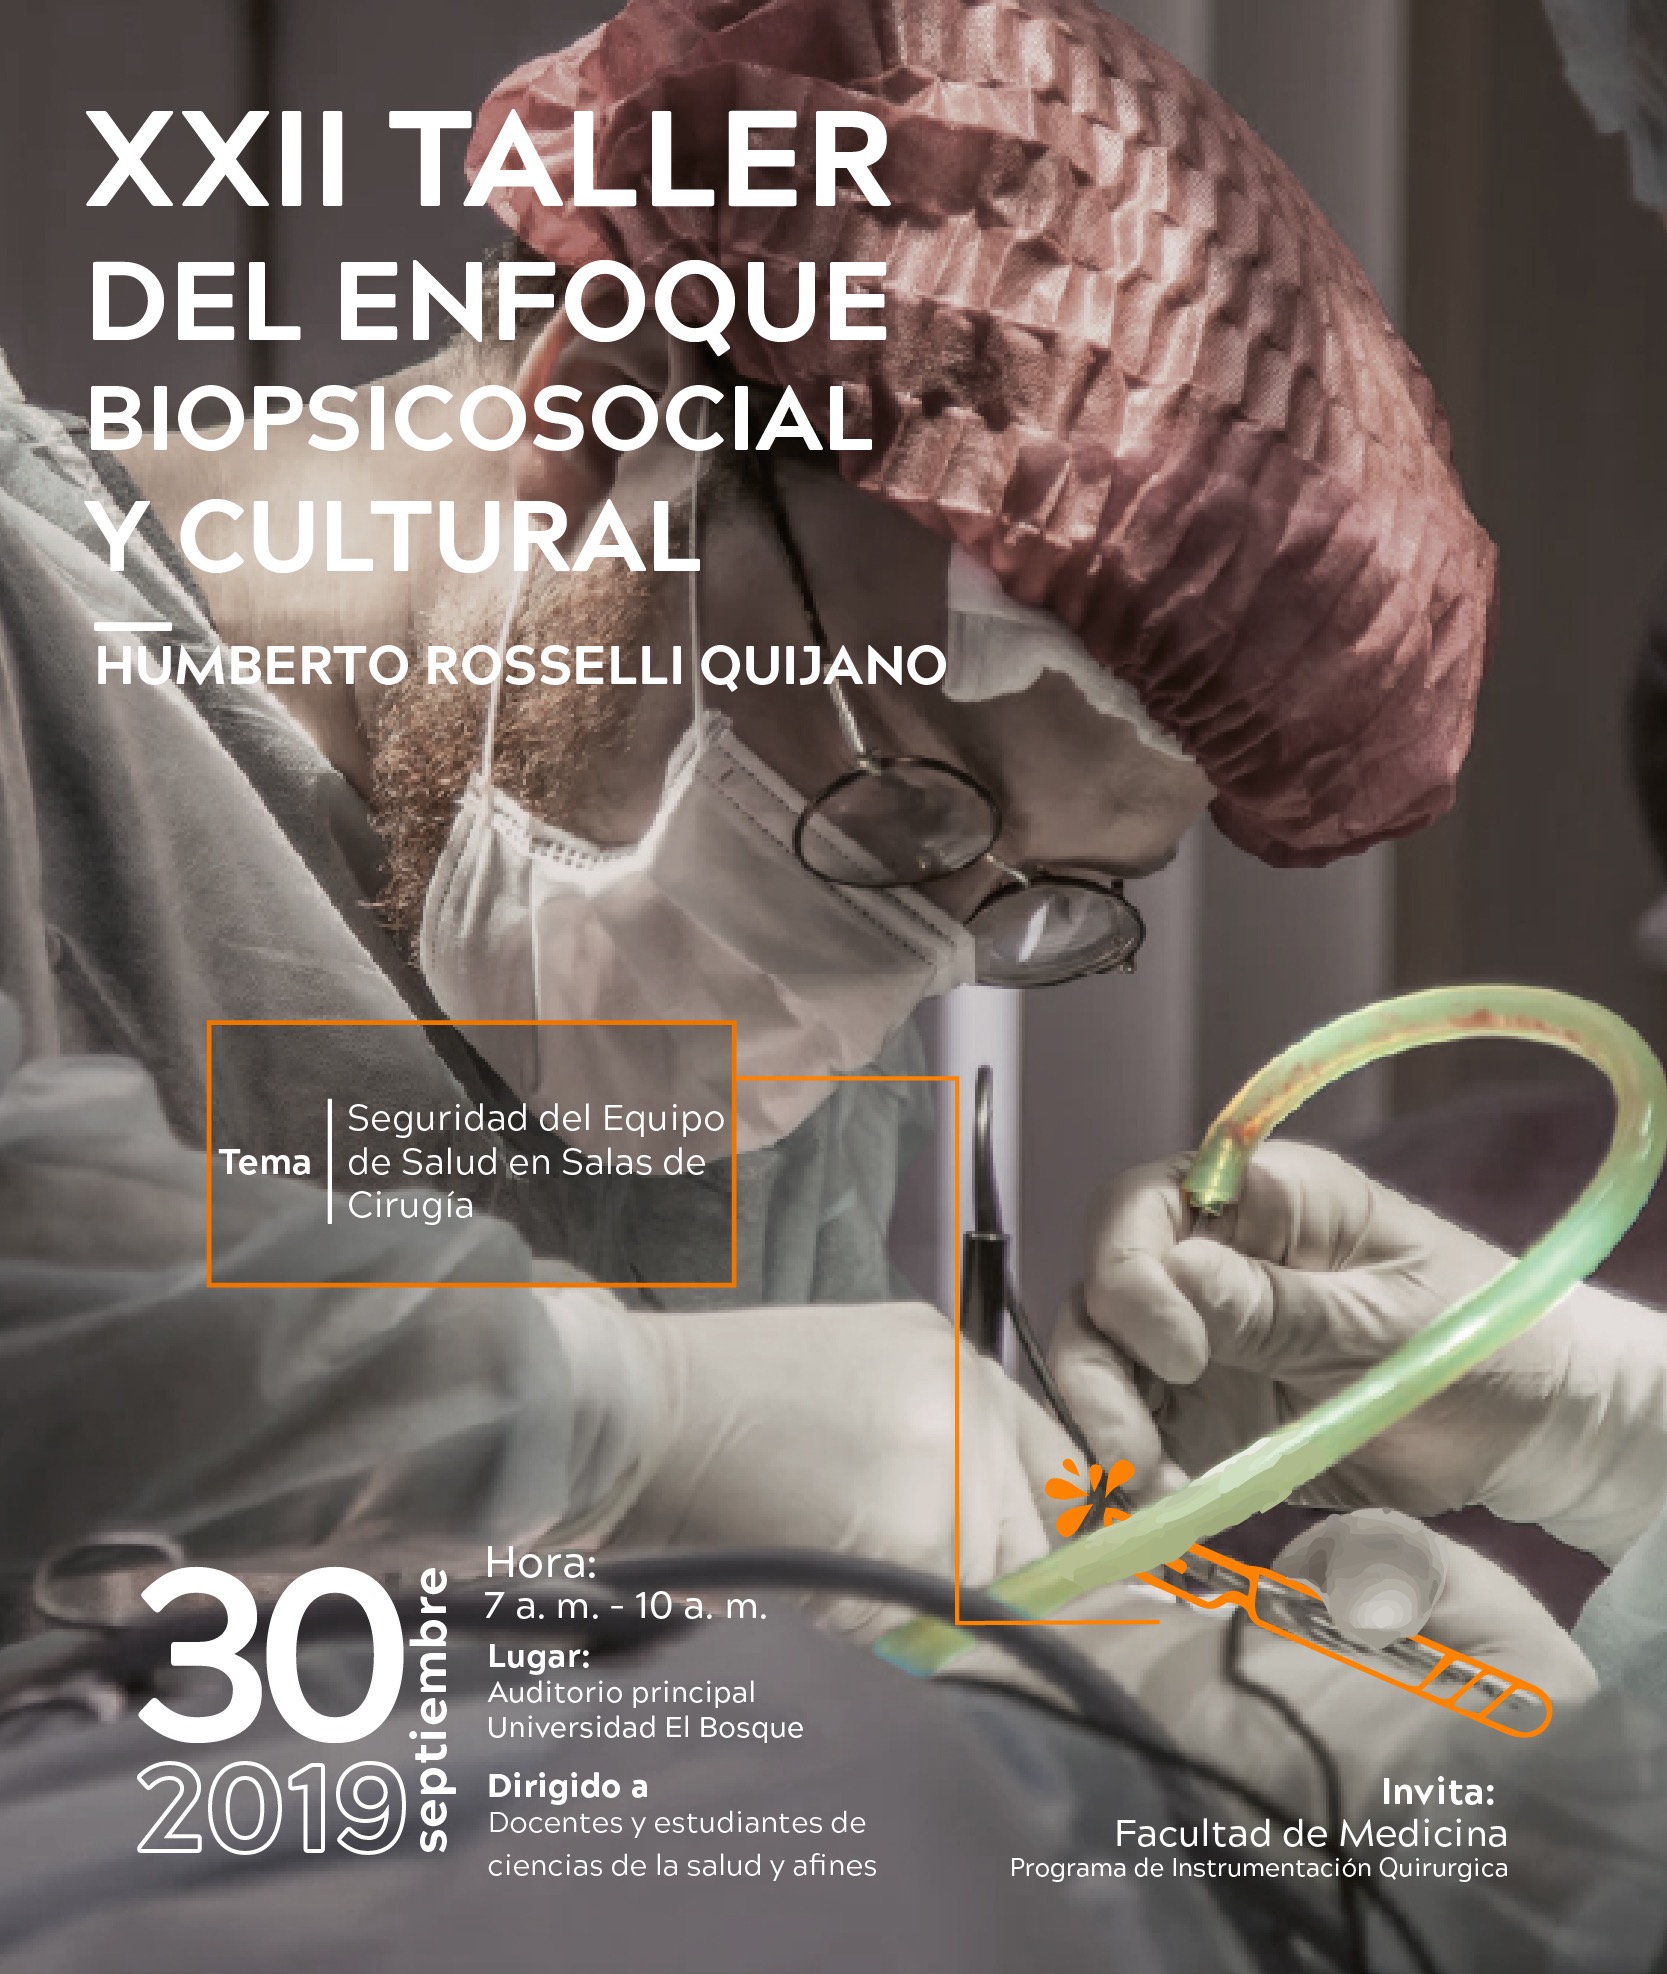 XXII TALLER
DEL ENFOQUE
BIOPSICOSOCIAL
Y CULTURAL
HUMBERTO ROSSELLI QUIJANO
Tema
Seguridad del Equipo
de Salud en Salas de
Cirugía
30
septiembre
2019
Hora:
7 a. m. - 10 a. m.
Lugar:
Auditorio principal
Universidad El Bosque
Dirigido a
Docentes y estudiantes de
ciencias de la salud y afines
Invita:
Facultad de Medicina
Programa de Instrumentación Quirurgica